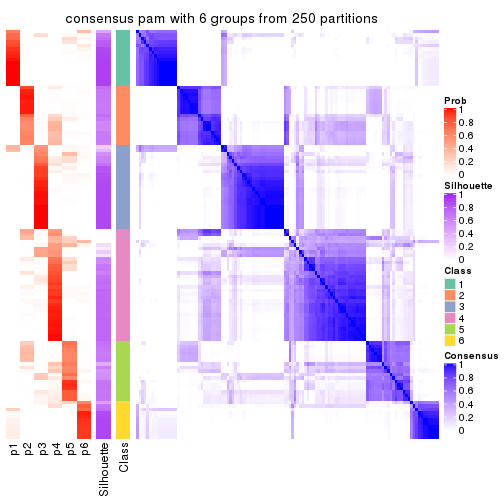 consensus pam with 6 groups from 250 partitions
Prob
1
0.8
0.6
0.4
0.2
0
Silhouette
1
0.8
0.6
0.4
0.2
0
Class
1
2
3
4
5
6
Consensus
1
0.8
0.6
0.4
0.2
0
p1
p2
p3
p4
p5
p6
Silhouette
Class